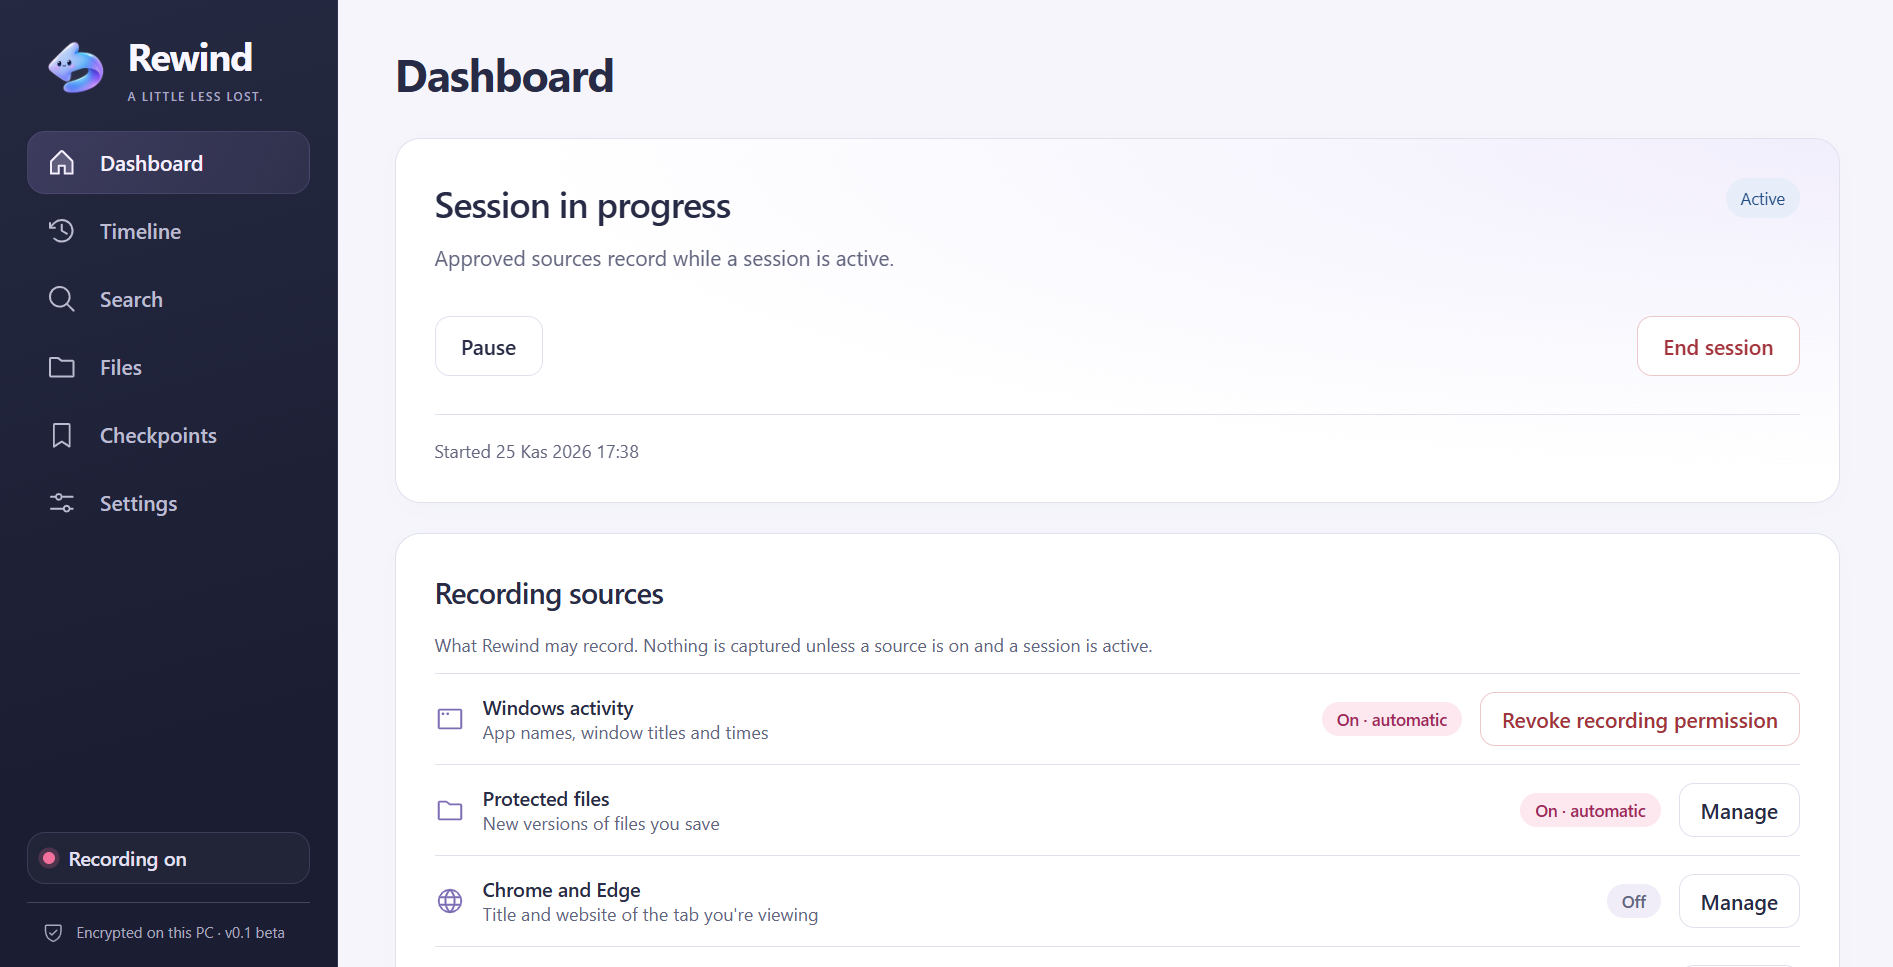 Rewind
A LITTLE LESS LOST.
Dashboard
Timeline
Search
Files
Checkpoints
Settings
Recording on
Encrypted on this PC · v0.1 beta
Dashboard
Session in progress
Active
Approved sources record while a session is active.
Pause
End session
Started 25 Kas 2026 17:38
Recording sources
What Rewind may record. Nothing is captured unless a source is on and a session is active.
Windows activity
App names, window titles and times
On · automatic
Revoke recording permission
Protected files
New versions of files you save
On · automatic
Manage
Chrome and Edge
Title and website of the tab you're viewing
Off
Manage